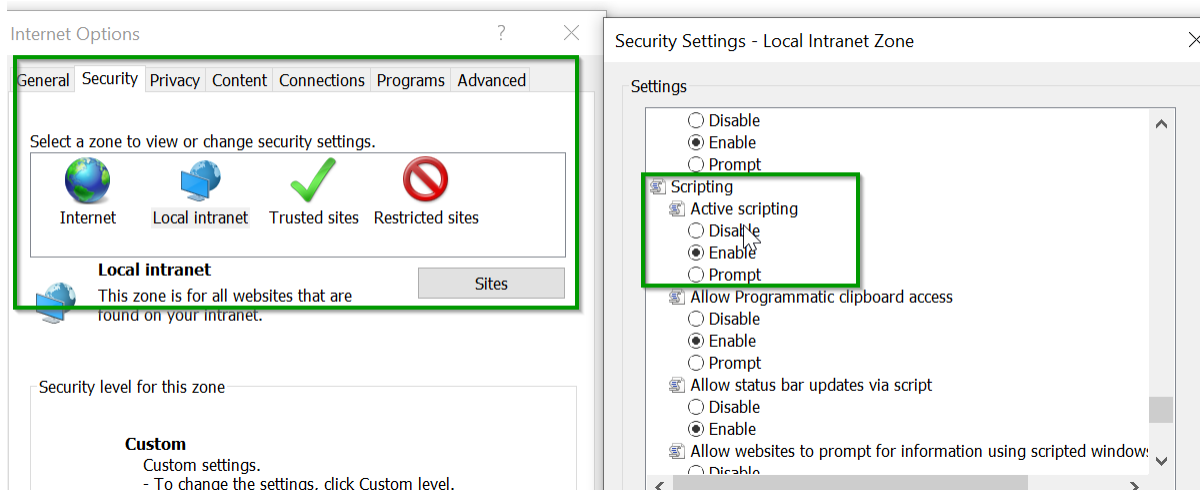 Internet Options
?
General Security Privacy Content Connections Programs Advanced
Select a zone to view or change security settings.
Internet Local intranet Trusted sites Restricted sites
Local intranet
This zone is for all websites that are
found on your intranet.
Sites
Security level for this zone
Custom
Custom settings.
- To change the settings, click Custom level.
Security Settings - Local Intranet Zone
Settings
Disable
Enable
Prompt
Scripting
Active scripting
Disable
Enable
Prompt
Allow Programmatic clipboard access
Disable
Enable
Prompt
Allow status bar updates via script
Disable
Enable
Allow websites to prompt for information using scripted windows
Disable